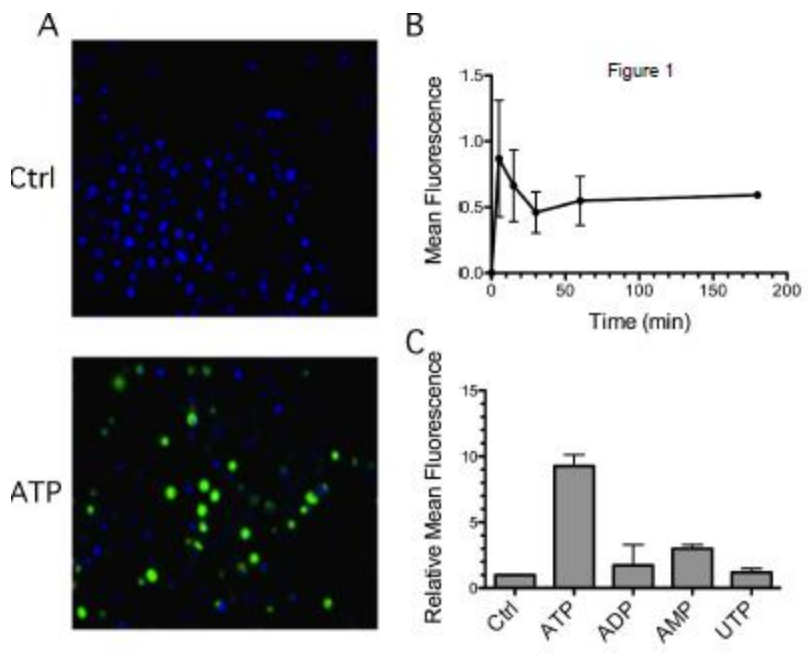 A
Ctrl
ATP
B
Figure 1
Mean Fluorescence
1.5
1.0
0.5
0.0
0 50 100 150 200
Time (min)
C
Relative Mean Fluorescence
15
10
5
0
Ctrl ATP ADP AMP UTP